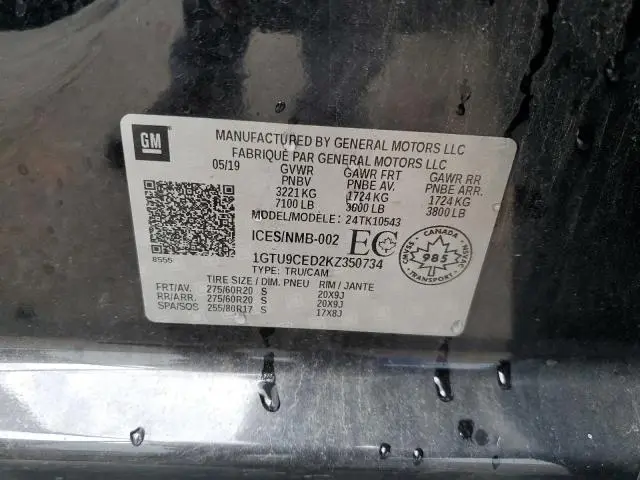 GM
MANUFACTURED BY GENERAL MOTORS LLC
FABRIQUÉ PAR GENERAL MOTORS LLC
05/19 GVWR GAWR FRT GAWR RR
PNBV PNBE AV. PNBE ARR.
3221 KG 1724 KG 1724 KG
7100 LB 3800 LB 3800 LB
MODEL/MODÈLE: 24TK10543
ICES/NMB-002 EC
CANADA
985
TRANSPORT
8555
1GTU9CED2KZ350734
TYPE: TRU/CAM
TIRE SIZE / DIM. PNEU RIM / JANTE
FRT/AV. 275/60R20 S 20X9J
RR/ARR. 275/60R20 S 20X9J
SPA/SOS 255/80R17 S 17X8J